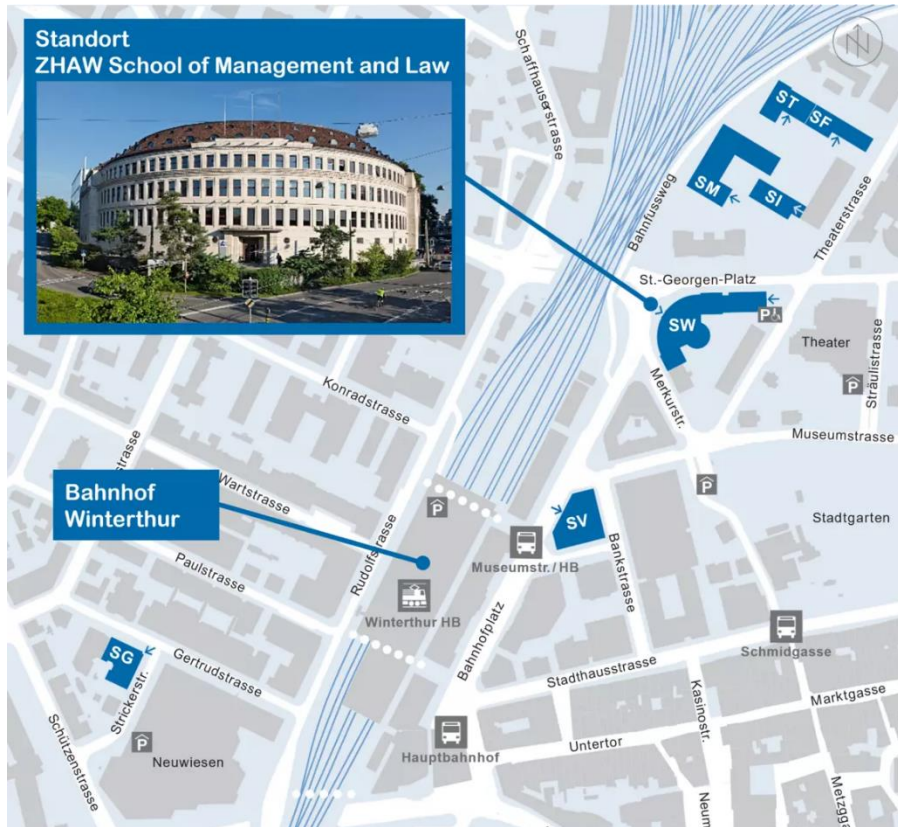 Standort
ZHAW School of Management and Law
N
Schaffhauserstrasse
ST
SF
SM
SI
Bahnfussweg
Theaterstrasse
St.-Georgen-Platz
P
SW
Theater
P
Sträulistrasse
Merkurstr.
Konradstrasse
Museumstrasse
Wartstrasse
Bahnhof
Winterthur
P
P
Stadtgarten
SV
Rudolfstrasse
Museumstr./HB
Bankstrasse
Paulstrasse
Winterthur HB
Bahnhofplatz
Schmidgasse
SG
Gertrudstrasse
Stadthausstrasse
Strickerstr.
Kasinostr.
Marktgasse
Schützenstrasse
P
Neuwiesen
Hauptbahnhof
Untertor